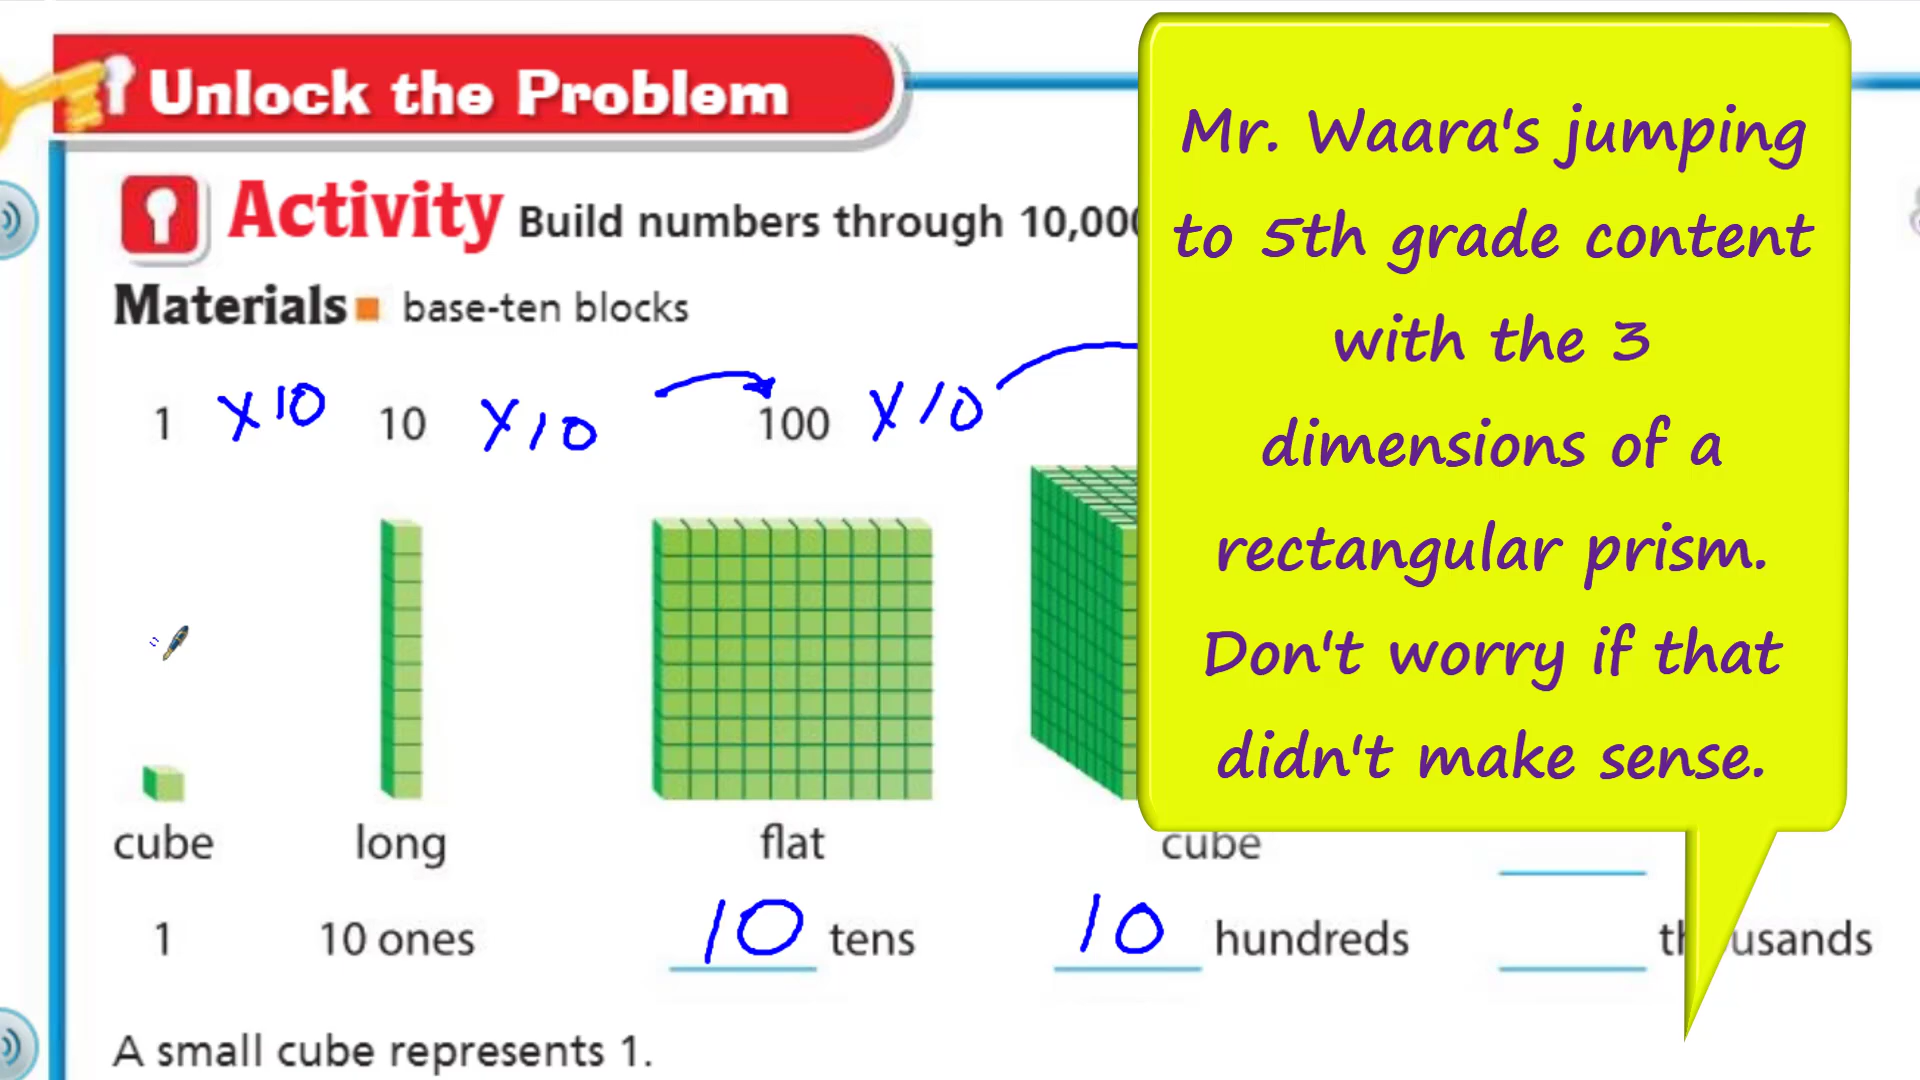 Unlock the Problem
Activity Build numbers through 10,000
Materials base-ten blocks
1 X10 10 X10 100 X10
cube long flat cube
1 10 ones 10 tens 10 hundreds thousands
A small cube represents 1.
Mr. Waara's jumping
to 5th grade content
with the 3
dimensions of a
rectangular prism.
Don't worry if that
didn't make sense.